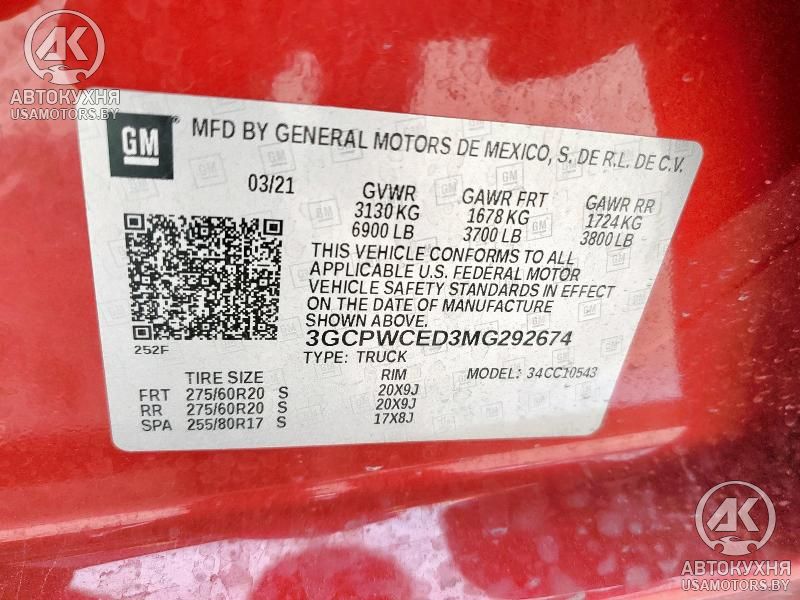 AK
АВТОКУХНЯ
USAMOTORS.BY
GM
MFD BY GENERAL MOTORS DE MEXICO, S. DE R.L. DE C.V.
03/21 GVWR GAWR FRT GAWR RR
3130 KG 1678 KG 1724 KG
6900 LB 3700 LB 3800 LB
THIS VEHICLE CONFORMS TO ALL
APPLICABLE U.S. FEDERAL MOTOR
VEHICLE SAFETY STANDARDS IN EFFECT
ON THE DATE OF MANUFACTURE
SHOWN ABOVE.
3GCPWCED3MG292674
252F
TYPE: TRUCK MODEL: 34CC10543
TIRE SIZE RIM
FRT 275/60R20 S 20X9J
RR 275/60R20 S 20X9J
SPA 255/80R17 S 17X8J
AK
АВТОКУХНЯ
USAMOTORS.BY